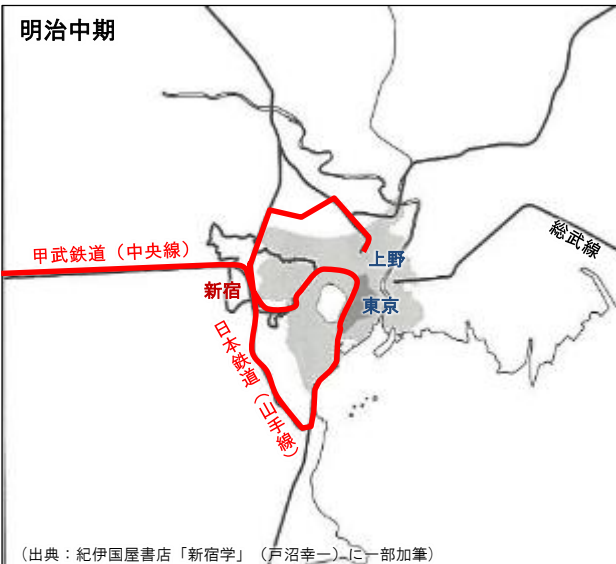 明治中期
総武線
甲武鉄道（中央線）
上野
新宿
東京
日本鉄道（山手線）
（出典：紀伊国屋書店「新宿学」（戸沼幸一）に一部加筆）